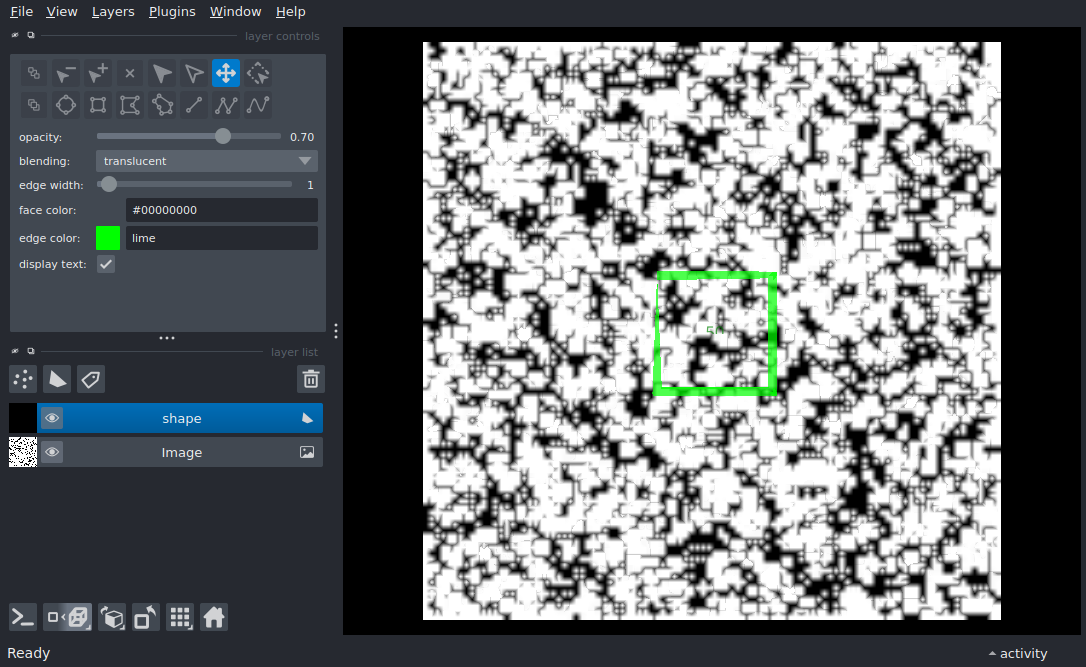 File View Layers Plugins Window Help
layer controls
opacity: 0.70
blending: translucent
edge width: 1
face color: #00000000
edge color: lime
display text:
layer list
shape
Image
Ready
activity